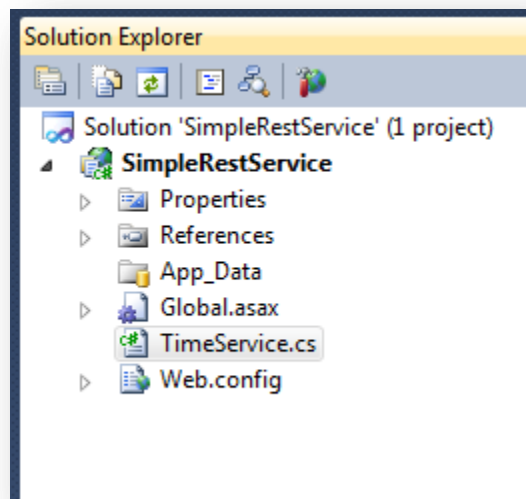 Solution Explorer
Solution 'SimpleRestService' (1 project)
SimpleRestService
Properties
References
App_Data
Global.asax
TimeService.cs
Web.config